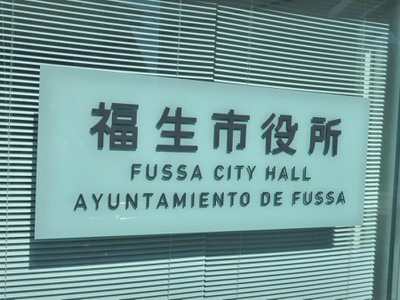 福生市役所
FUSSA CITY HALL
AYUNTAMIENTO DE FUSSA